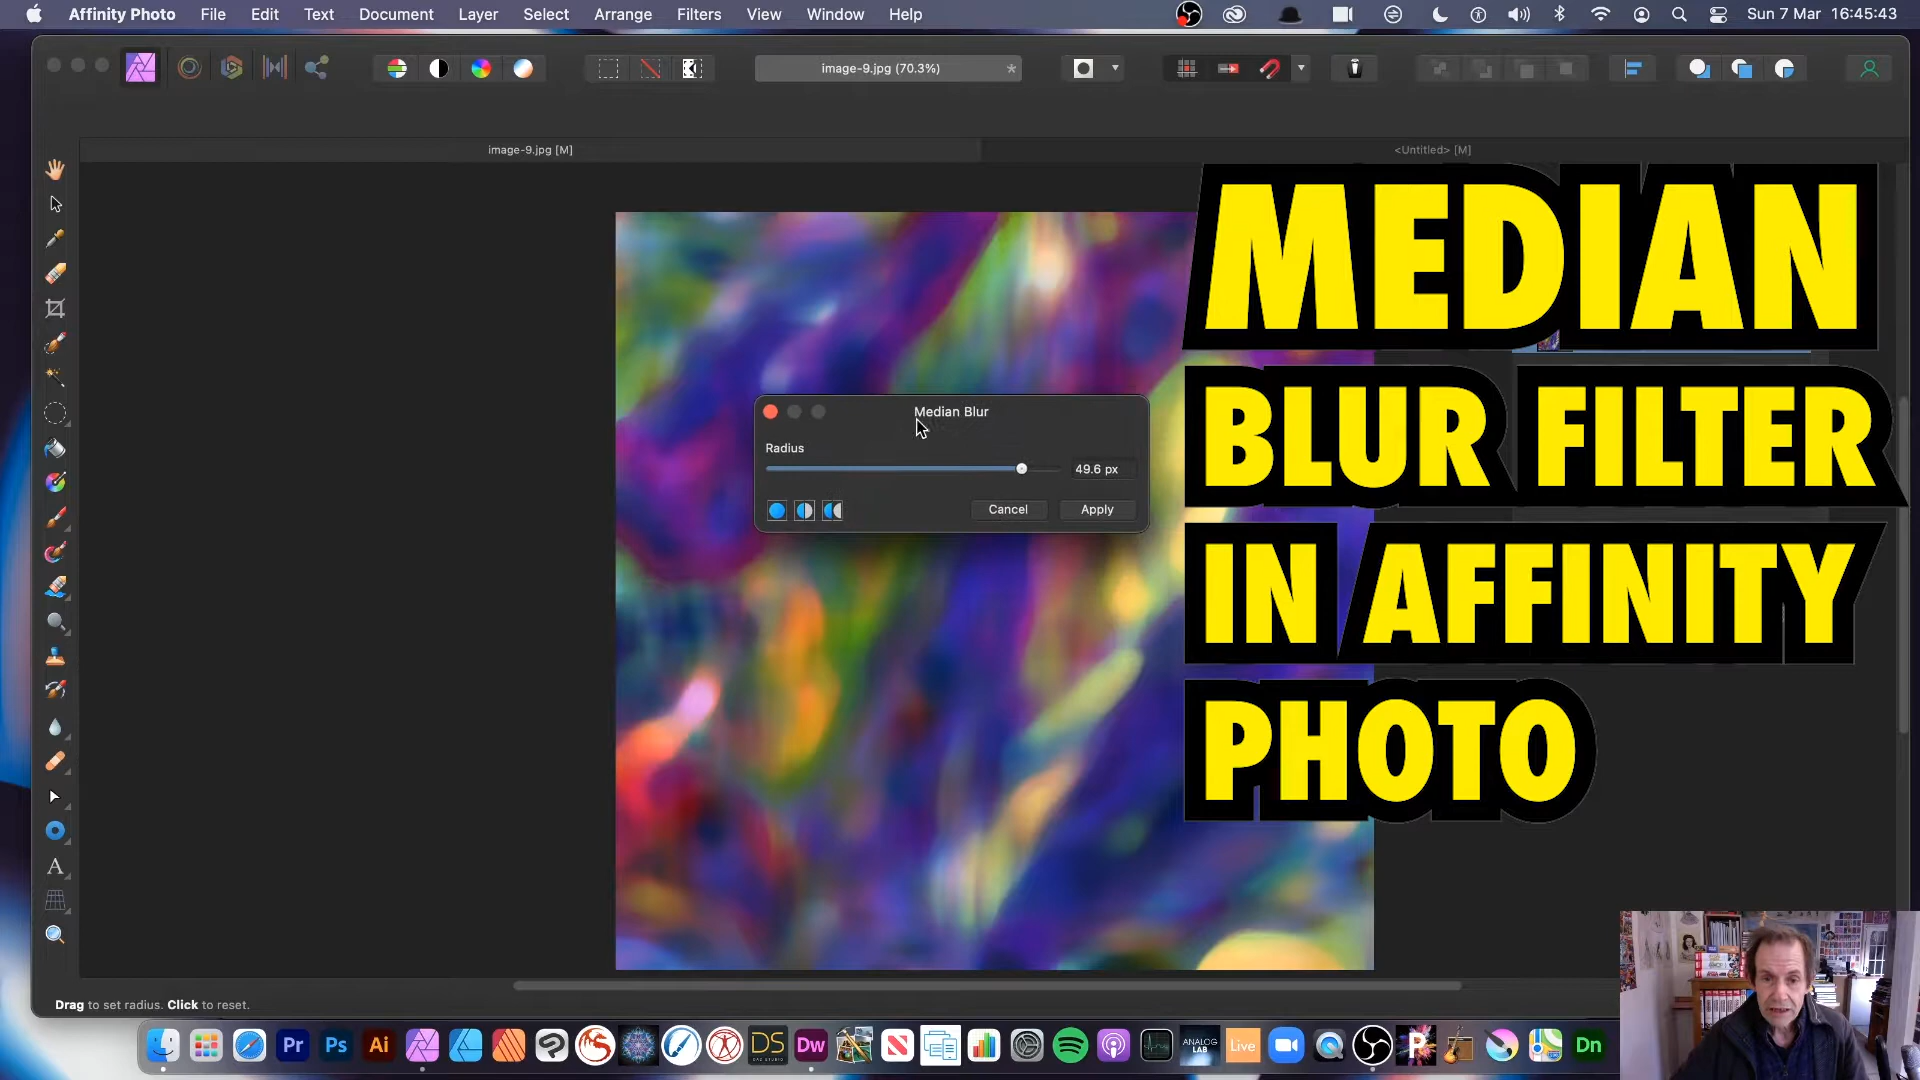 Affinity Photo File Edit Text Document Layer Select Arrange Filters View Window Help Sun 7 Mar 16:45:43
image-9.jpg (70.3%) *
image-9.jpg [M] <Untitled> [M]
MEDIAN
BLUR FILTER
IN AFFINITY
PHOTO
Median Blur
Radius
49.6 px
Cancel Apply
A
Drag to set radius. Click to reset.
Pr Ps Ai DS Dw ANALOG LAB Live P Dn